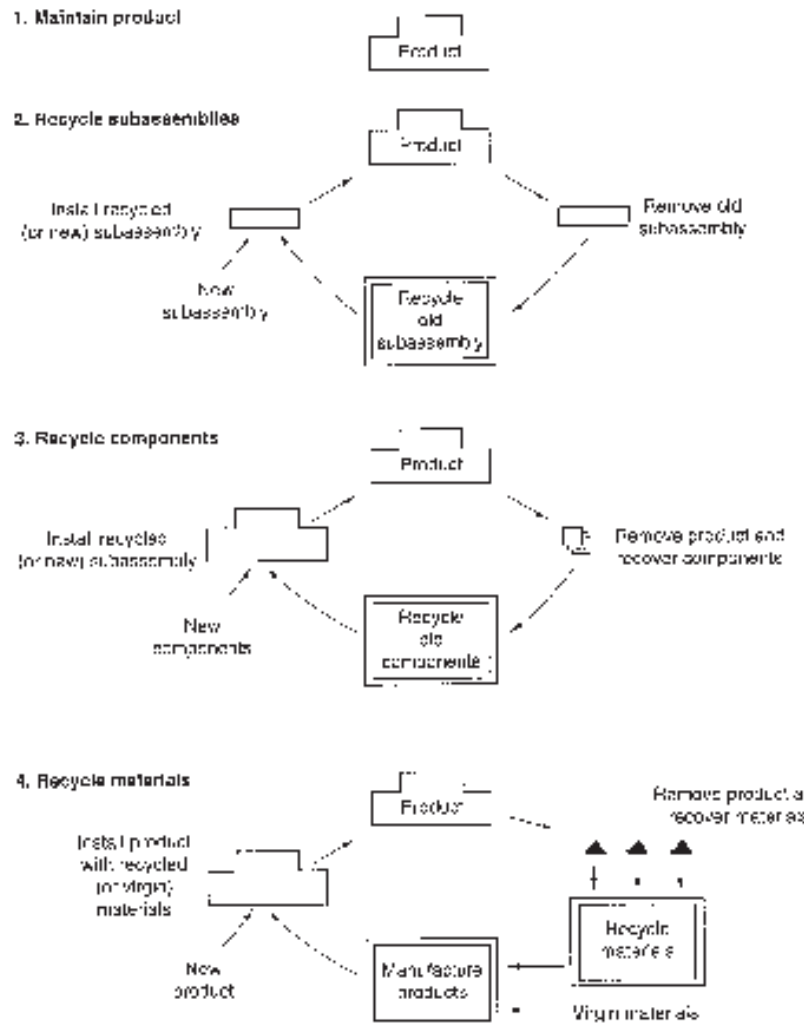 1. Maintain product
Product
2. Recycle subassemblies
Product
Install recycled
(or new) subassembly
Remove old
subassembly
New
subassembly
Recycle
old
subassembly
3. Recycle components
Product
Install recycled
(or new) subassembly
Remove product and
recover components
New
components
Recycle
old
components
4. Recycle materials
Product
Remove product a
recover materials
Install product
with recycled
(or virgin)
materials
Recycle
materials
New
product
Manufacture
products
Virgin materials